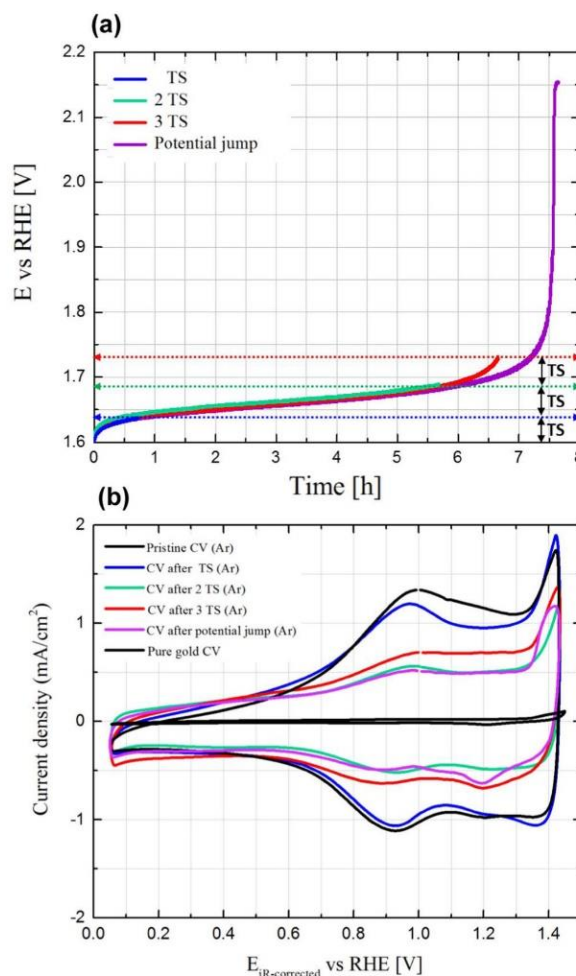 (a)
2.2
2.1
2.0
1.9
1.8
1.7
1.6
E vs RHE [V]
TS
2 TS
3 TS
Potential jump
TS
TS
TS
0 1 2 3 4 5 6 7 8
Time [h]
(b)
2
1
0
-1
-2
Current density (mA/cm²)
Pristine CV (Ar)
CV after TS (Ar)
CV after 2 TS (Ar)
CV after 3 TS (Ar)
CV after potential jump (Ar)
Pure gold CV
0.0 0.2 0.4 0.6 0.8 1.0 1.2 1.4
E iR-corrected vs RHE [V]